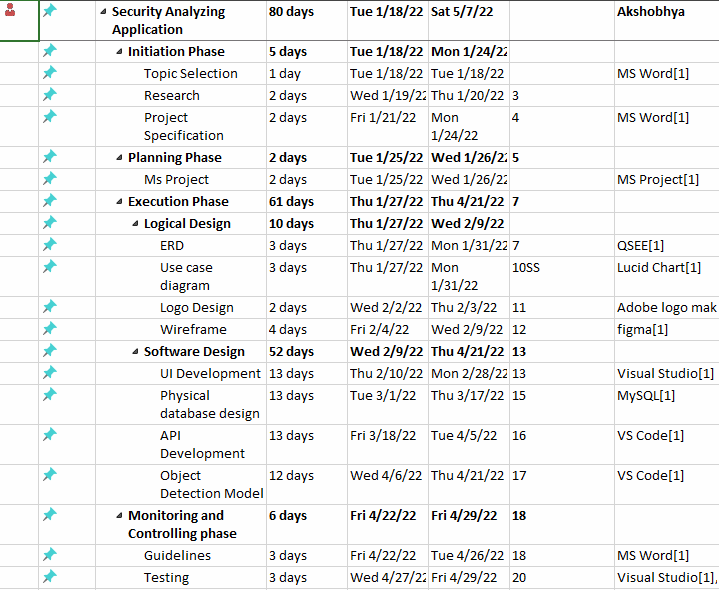 Security Analyzing Application 80 days Tue 1/18/22 Sat 5/7/22 Akshobhya
Initiation Phase 5 days Tue 1/18/22 Mon 1/24/22
Topic Selection 1 day Tue 1/18/22 Tue 1/18/22 MS Word[1]
Research 2 days Wed 1/19/22 Thu 1/20/22 3
Project Specification 2 days Fri 1/21/22 Mon 1/24/22 4 MS Word[1]
Planning Phase 2 days Tue 1/25/22 Wed 1/26/22 5
Ms Project 2 days Tue 1/25/22 Wed 1/26/22 MS Project[1]
Execution Phase 61 days Thu 1/27/22 Thu 4/21/22 7
Logical Design 10 days Thu 1/27/22 Wed 2/9/22
ERD 3 days Thu 1/27/22 Mon 1/31/22 7 QSEE[1]
Use case diagram 3 days Thu 1/27/22 Mon 1/31/22 10SS Lucid Chart[1]
Logo Design 2 days Wed 2/2/22 Thu 2/3/22 11 Adobe logo mak
Wireframe 4 days Fri 2/4/22 Wed 2/9/22 12 figma[1]
Software Design 52 days Wed 2/9/22 Thu 4/21/22 13
UI Development 13 days Thu 2/10/22 Mon 2/28/22 13 Visual Studio[1]
Physical database design 13 days Tue 3/1/22 Thu 3/17/22 15 MySQL[1]
API Development 13 days Fri 3/18/22 Tue 4/5/22 16 VS Code[1]
Object Detection Model 12 days Wed 4/6/22 Thu 4/21/22 17 VS Code[1]
Monitoring and Controlling phase 6 days Fri 4/22/22 Fri 4/29/22 18
Guidelines 3 days Fri 4/22/22 Tue 4/26/22 18 MS Word[1]
Testing 3 days Wed 4/27/22 Fri 4/29/22 20 Visual Studio[1],